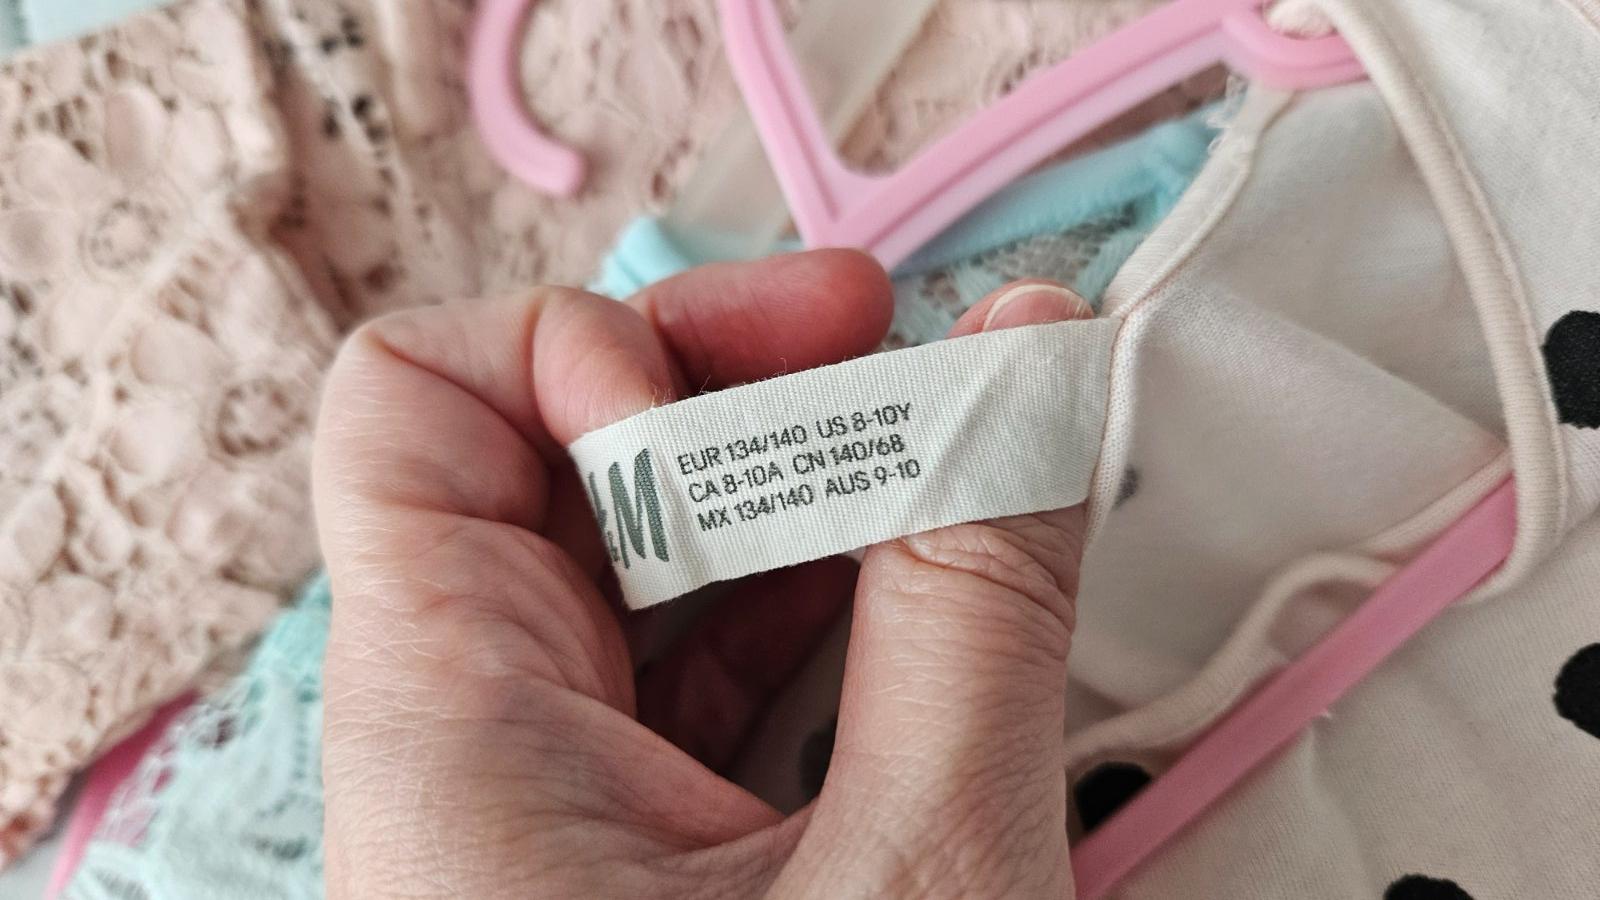 &M
EUR 134/140 US 8-10Y
CA 8-10A CN 140/68
MX 134/140 AUS 9-10